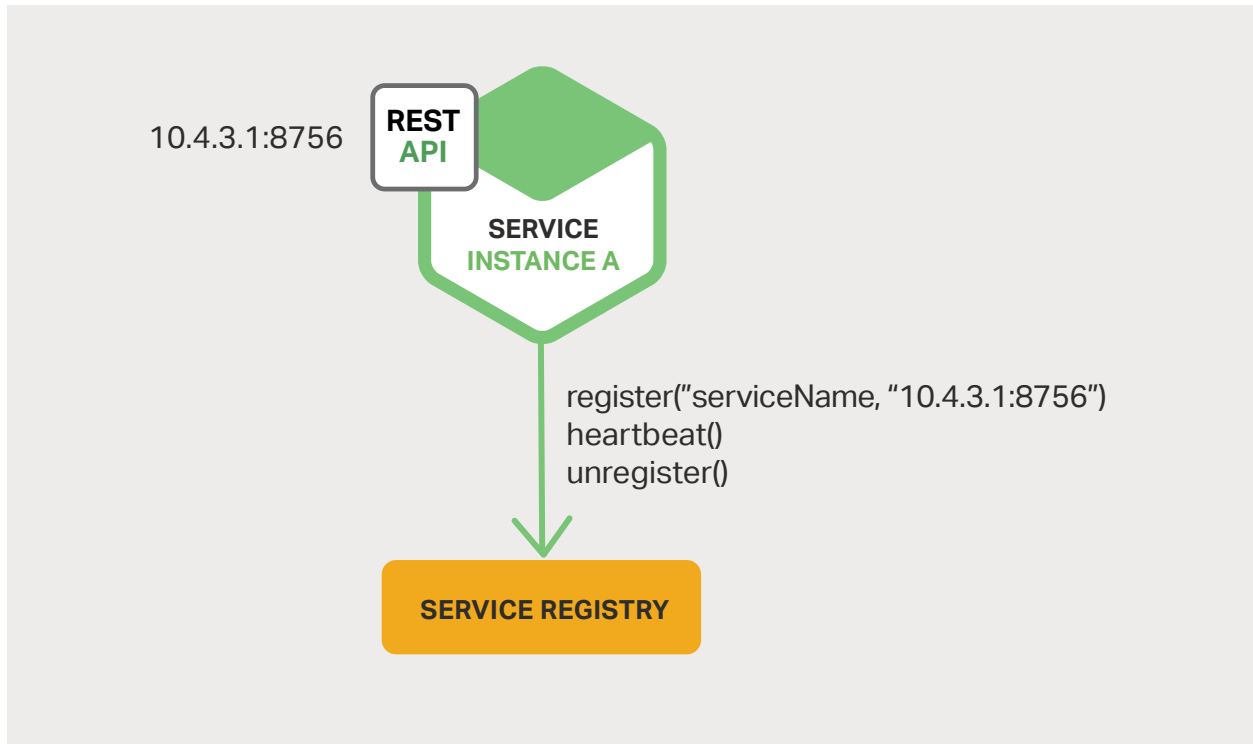 10.4.3.1:8756
REST
API
SERVICE
INSTANCE A
register(”serviceName, “10.4.3.1:8756”)
heartbeat()
unregister()
SERVICE REGISTRY